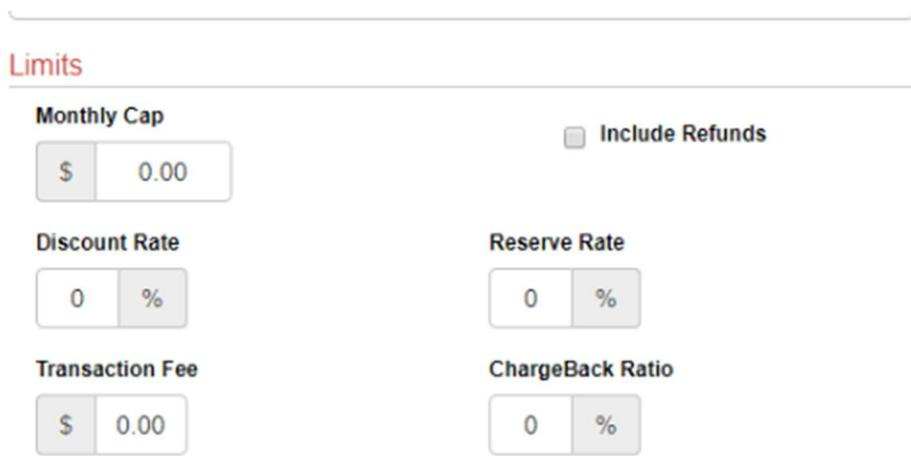 Limits
Monthly Cap
Include Refunds
$ 0.00
Discount Rate
Reserve Rate
0 %
0 %
Transaction Fee
ChargeBack Ratio
$ 0.00
0 %